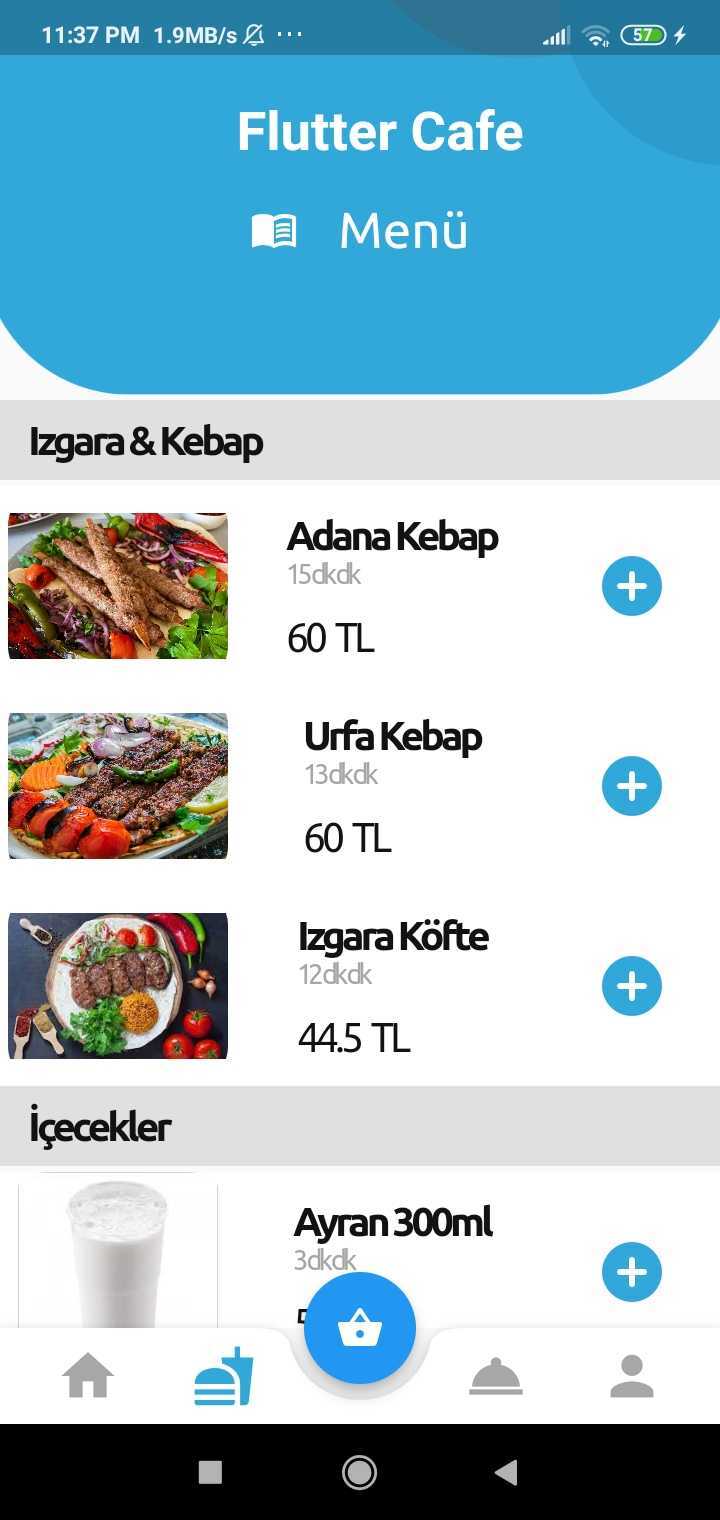 11:37 PM 1.9MB/s ...
57
Flutter Cafe
Menü
Izgara & Kebap
Adana Kebap
15dkdk
60 TL
Urfa Kebap
13dkdk
60 TL
Izgara Köfte
12dkdk
44.5 TL
İçecekler
Ayran 300ml
3dkdk